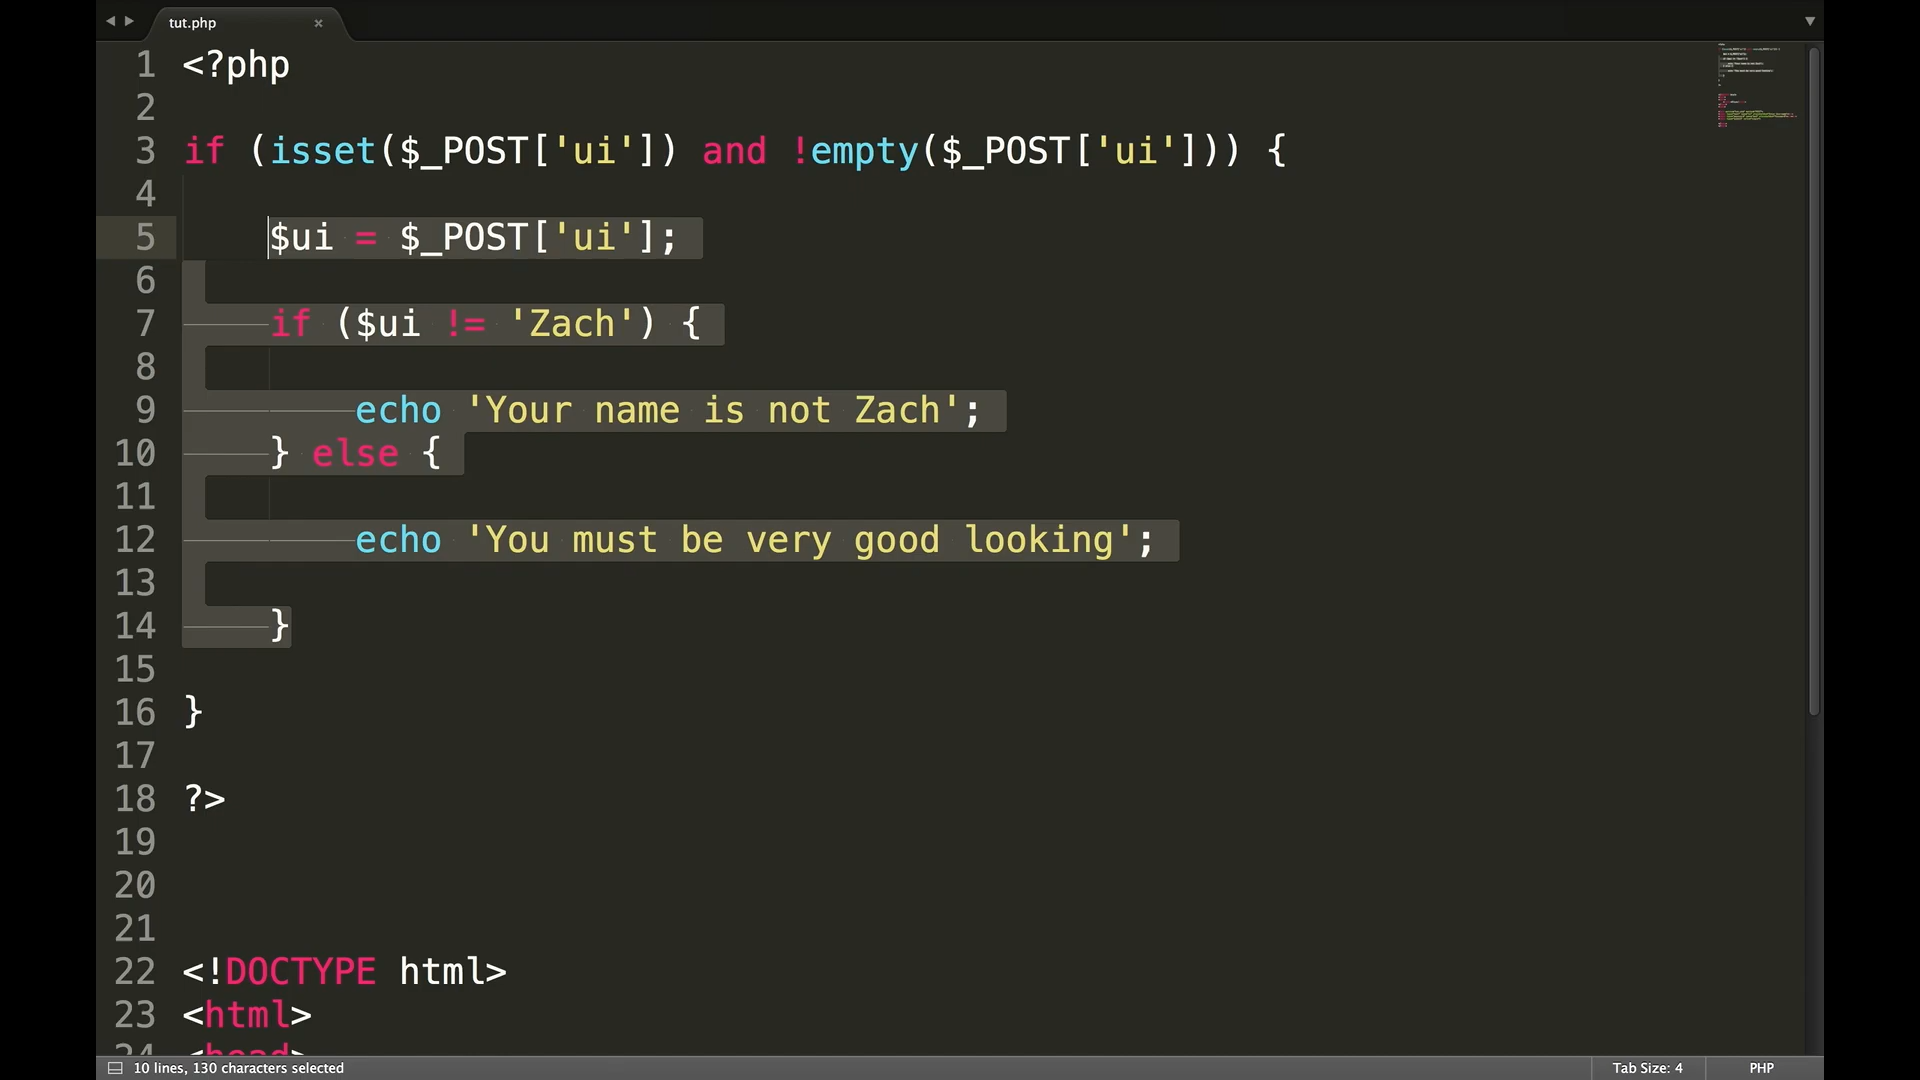 tut.php
1 <?php
2
3 if (isset($_POST['ui']) and !empty($_POST['ui'])) {
4
5 $ui = $_POST['ui'];
6
7 if ($ui != 'Zach') {
8
9 echo 'Your name is not Zach';
10 } else {
11
12 echo 'You must be very good looking';
13
14 }
15
16 }
17
18 ?>
19
20
21
22 <!DOCTYPE html>
23 <html>
24 <head>
10 lines, 130 characters selected
Tab Size: 4
PHP